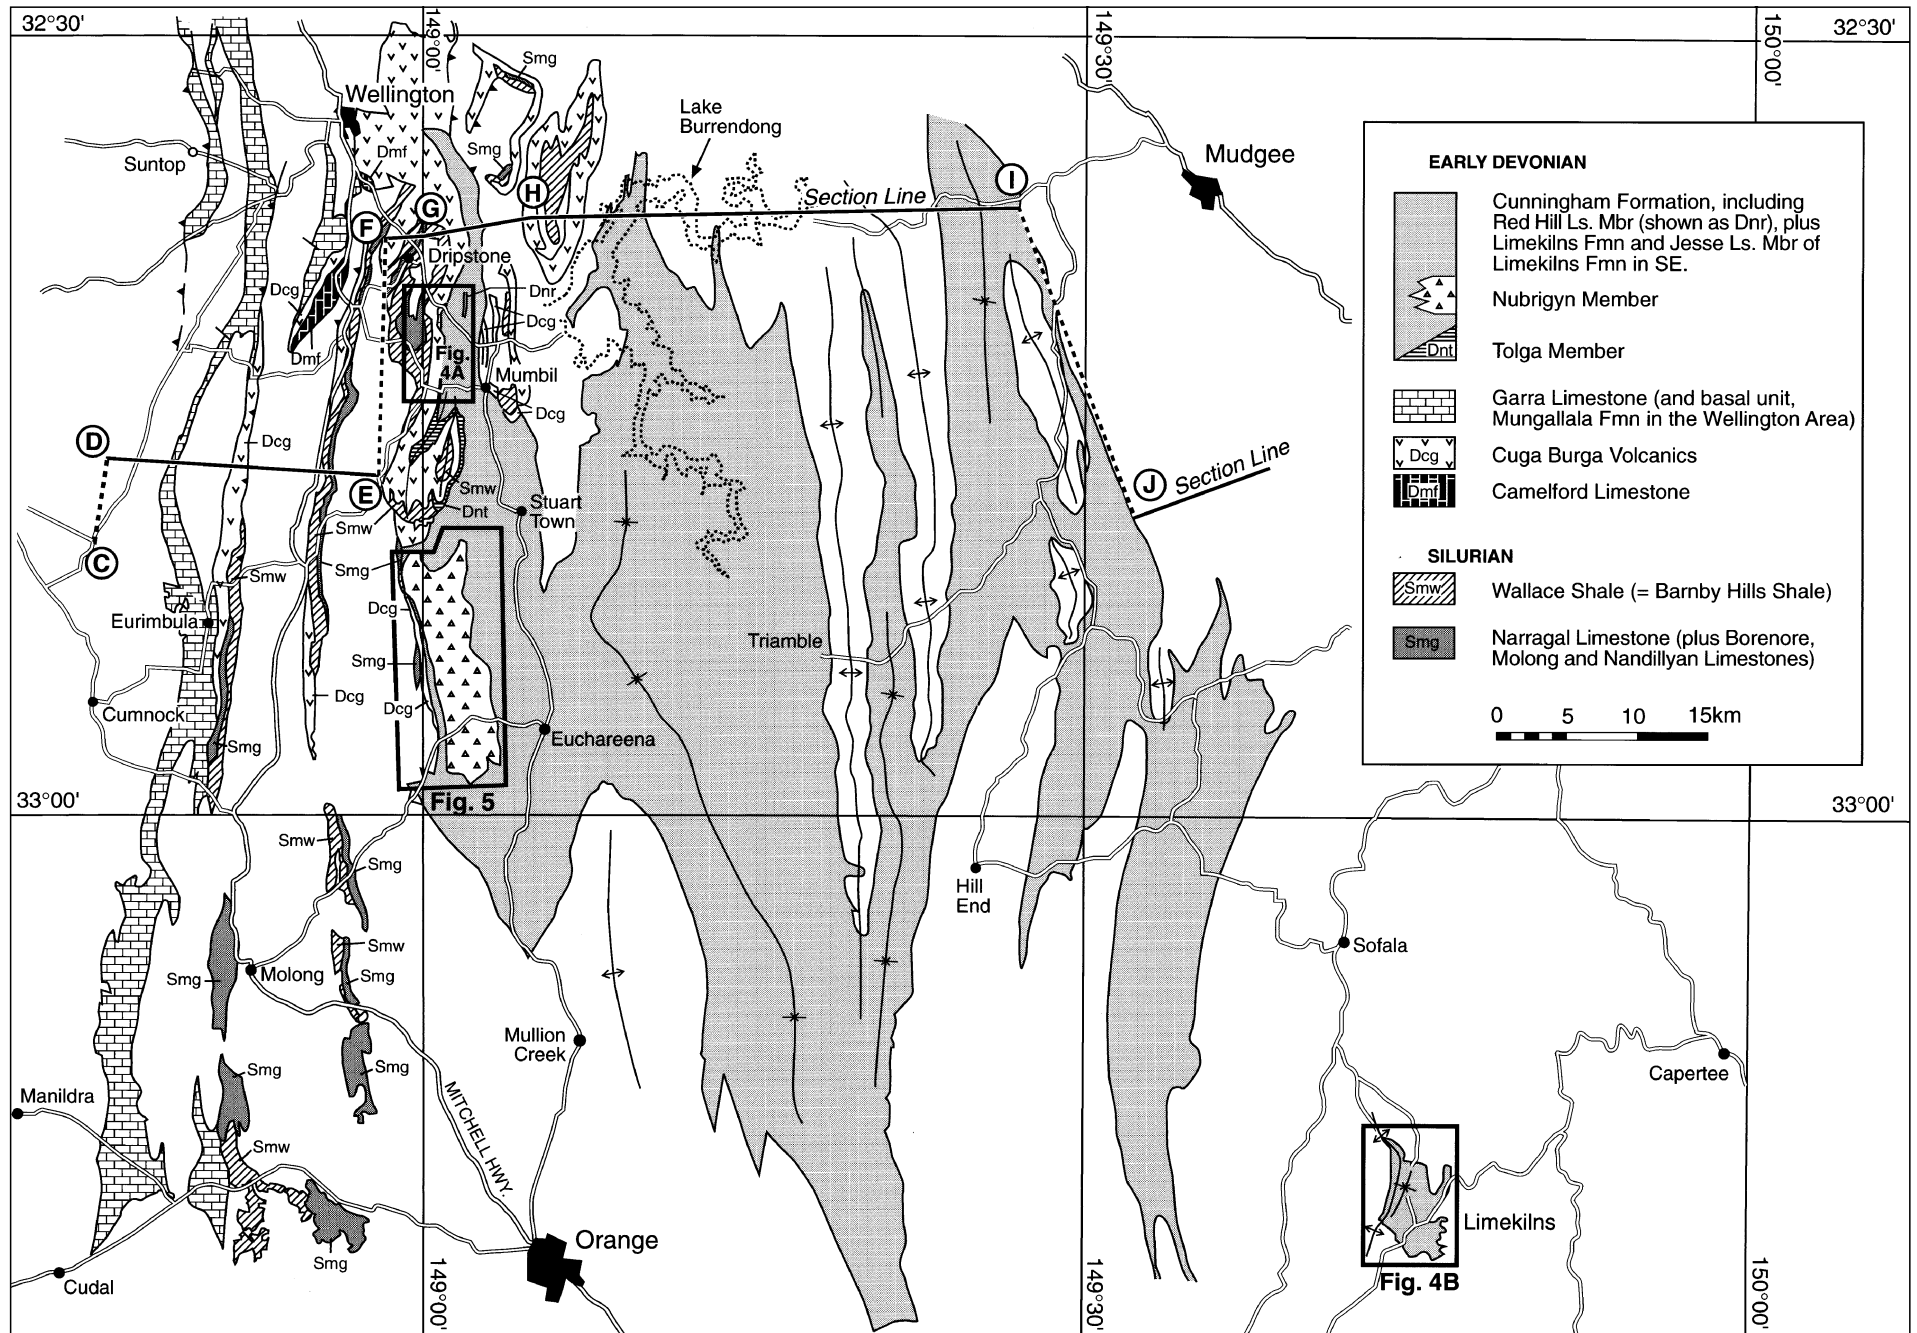 32°30'
149°00'
149°30'
150°00'
32°30'
Smg
Wellington
Lake
Burrendong
Mudgee
Suntop
Dmf
Smg
H
I
Section Line
G
F
Dripstone
Dcg
Dnr
Dcg
Dmf
Fig.
4A
Mumbil
Dcg
D
Dcg
E
Smw
Stuart
Town
Dnt
J
Section Line
Smw
C
Smg
Smw
Dcg
Eurimbula
Triamble
Smg
Dcg
Dcg
Cumnock
Smg
Euchareena
33°00'
Fig. 5
33°00'
Smw
Smg
Hill
End
Smw
Sofala
Smg
Molong
Smg
Mullion
Creek
Smg
Smg
Capertee
Manildra
MITCHELL HWY.
Smw
Limekilns
Orange
Smg
Cudal
Fig. 4B
149°00'
149°30'
150°00'
EARLY DEVONIAN
Cunningham Formation, including
Red Hill Ls. Mbr (shown as Dnr), plus
Limekilns Fmn and Jesse Ls. Mbr of
Limekilns Fmn in SE.
Nubrigyn Member
Dnt
Tolga Member
Garra Limestone (and basal unit,
Mungallala Fmn in the Wellington Area)
Dcg
Cuga Burga Volcanics
Dmf
Camelford Limestone
SILURIAN
Smw
Wallace Shale (= Barnby Hills Shale)
Smg
Narragal Limestone (plus Borenore,
Molong and Nandillyan Limestones)
0 5 10 15km